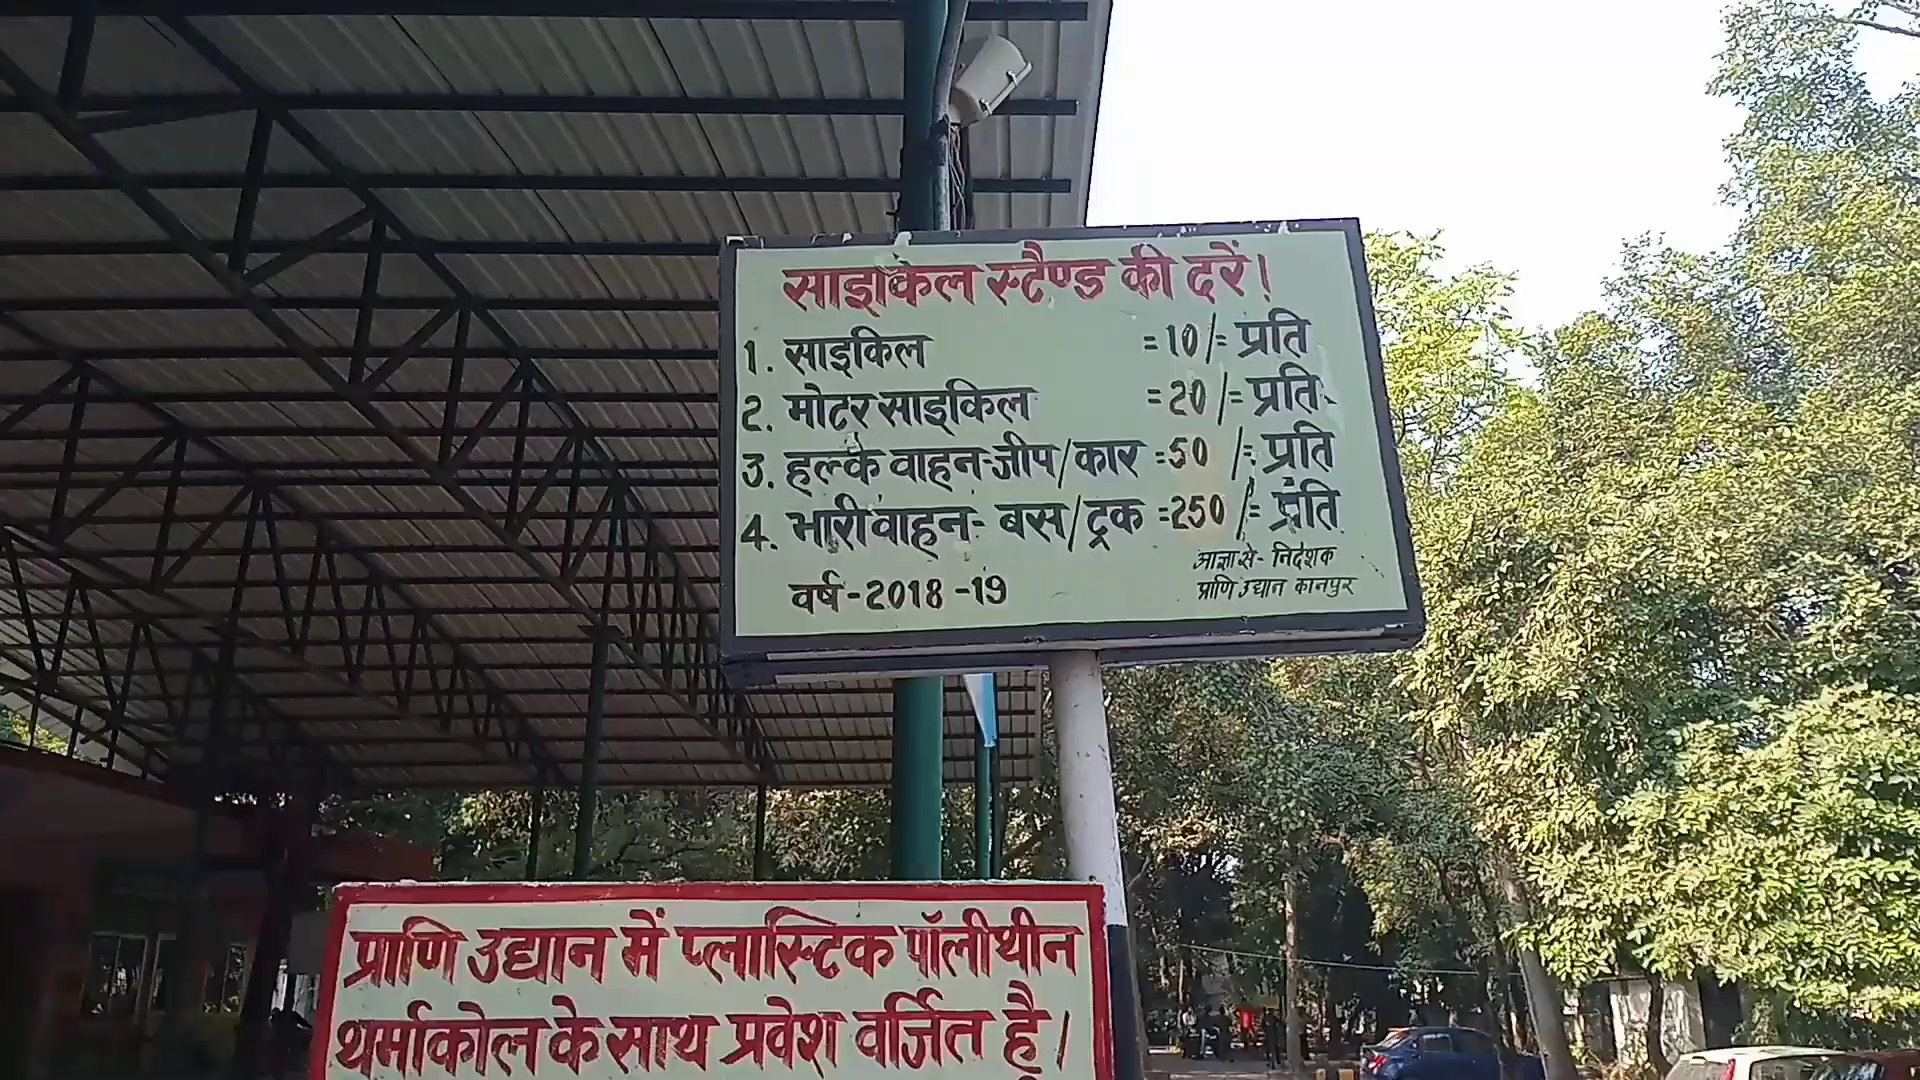 साइकिल स्टैण्ड की दरें!
1. साइकिल =10/= प्रति
2. मोटर साइकिल =20/= प्रति
3. हल्के वाहन-जीप/कार =50/= प्रति
4. भारी वाहन- बस/ट्रक =250/= प्रति
वर्ष-2018-19
आज्ञा से- निदेशक
प्राणि उद्यान कानपुर
प्राणि उद्यान में प्लास्टिक पॉलीथीन
थर्माकोल के साथ प्रवेश वर्जित है।